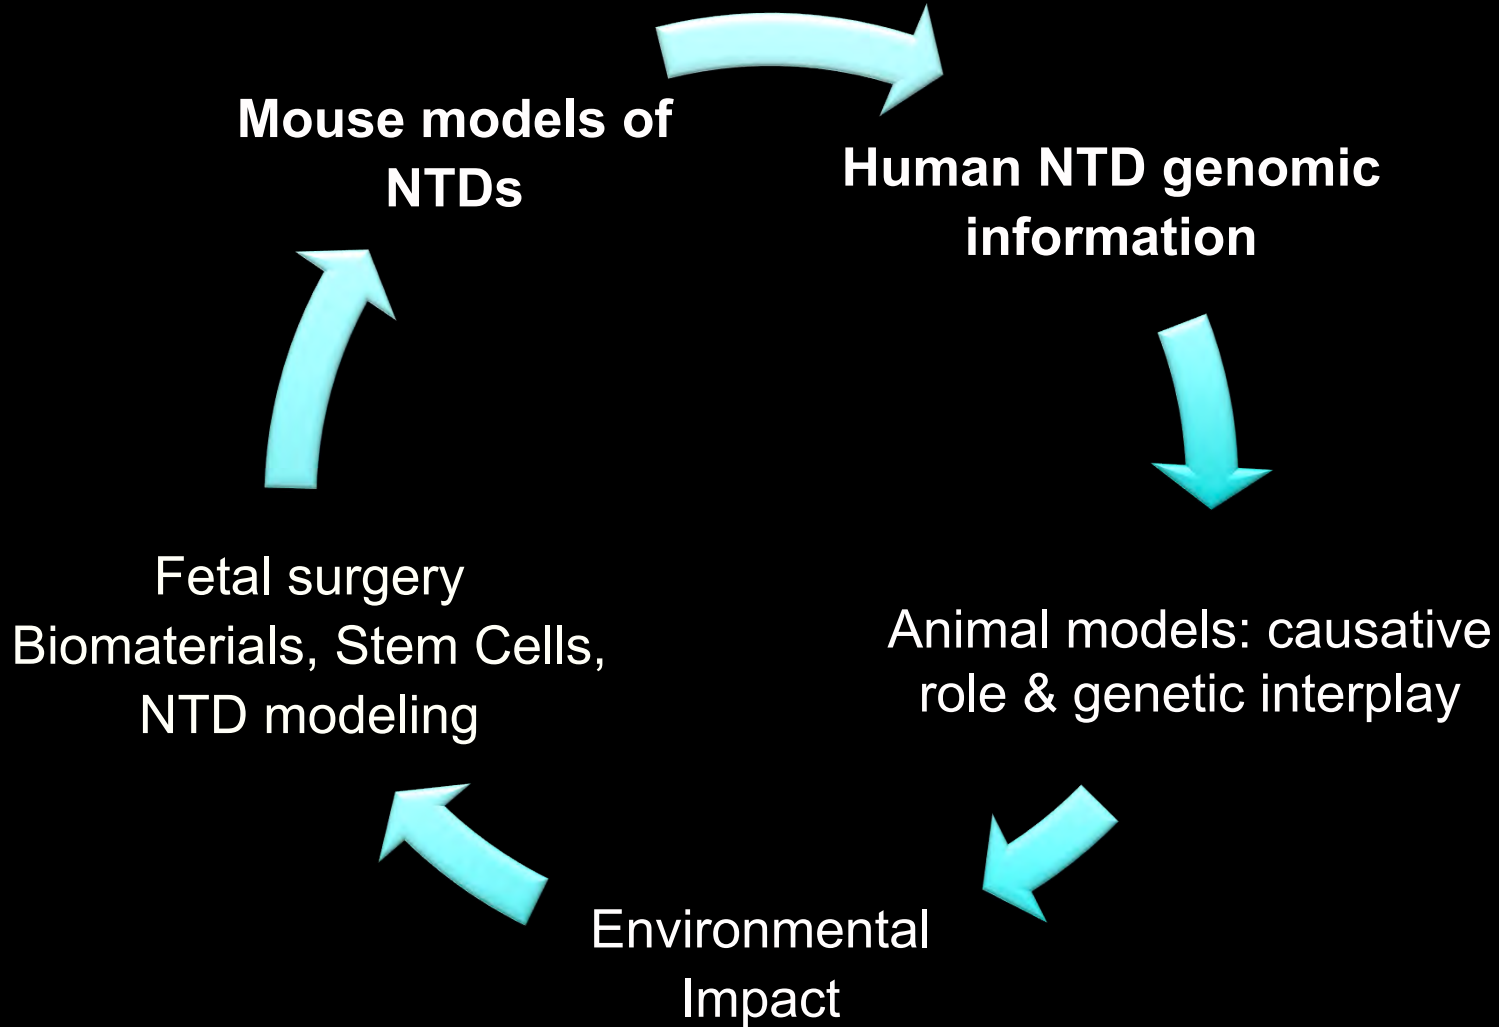 Mouse models of
NTDs
Human NTD genomic
information
Animal models: causative
role & genetic interplay
Environmental
Impact
Fetal surgery
Biomaterials, Stem Cells,
NTD modeling